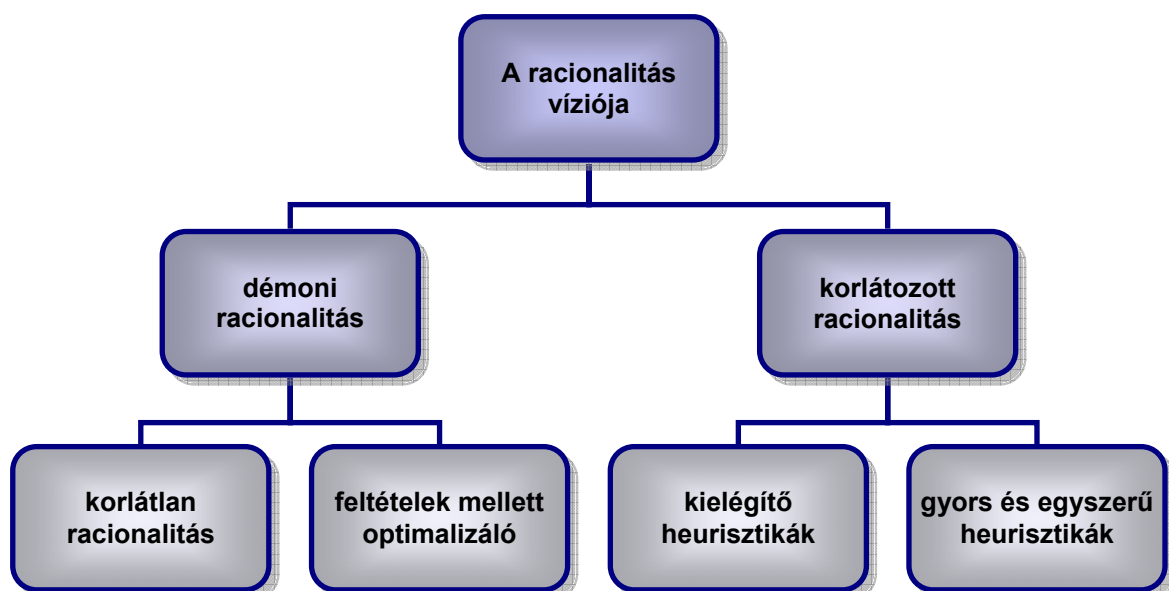 A racionalitás
víziója
démoni
racionalitás
korlátozott
racionalitás
korlátlan
racionalitás
feltételek mellett
optimalizáló
kielégítő
heurisztikák
gyors és egyszerű
heurisztikák